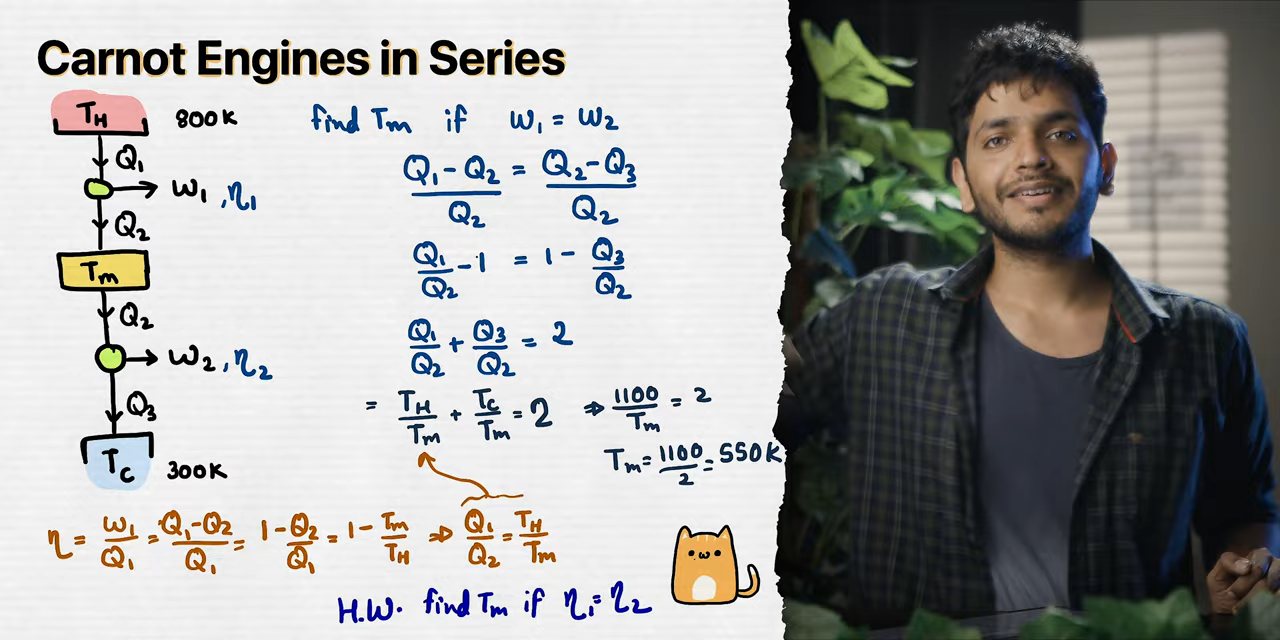 Carnot Engines in Series
T_H 800K
Q₁
W₁, η₁
Q₂
T_m
Q₂
W₂, η₂
Q₃
T_C 300K
find T_m if W₁ = W₂
(Q₁ - Q₂)/Q₂ = (Q₂ - Q₃)/Q₂
Q₁/Q₂ - 1 = 1 - Q₃/Q₂
Q₁/Q₂ + Q₃/Q₂ = 2
= T_H/T_m + T_C/T_m = 2 ⇒ 1100/T_m = 2
T_m = 1100/2 = 550K
η = W₁/Q₁ = (Q₁-Q₂)/Q₁ = 1 - Q₂/Q₁ = 1 - T_m/T_H ⇒ Q₁/Q₂ = T_H/T_m
H.W. find T_m if η₁ = η₂